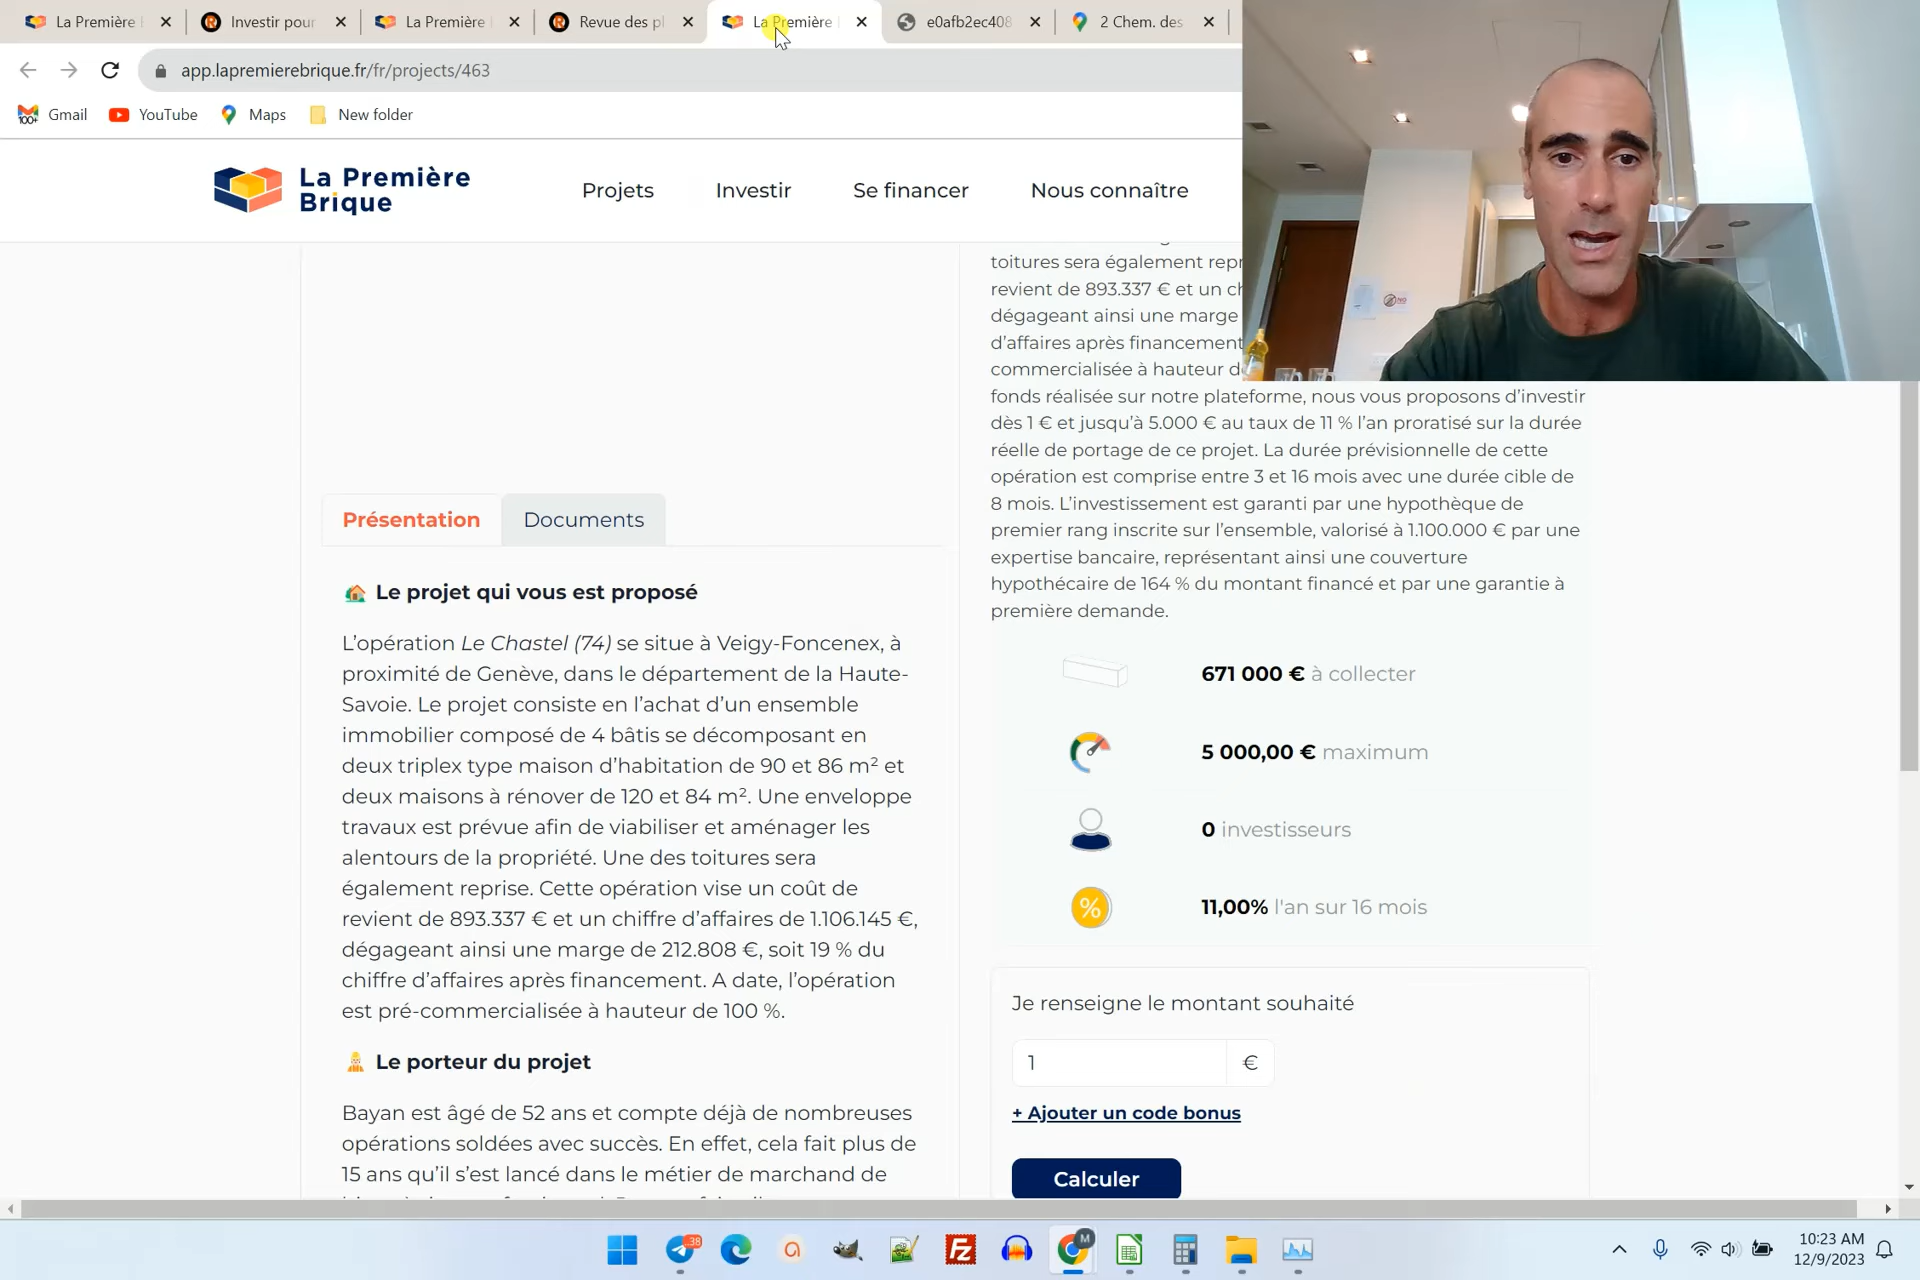 La Première
Investir pour
La Première
Revue des pl
La Première
e0afb2ec408
2 Chem. des
app.lapremierebrique.fr/fr/projects/463
Gmail
YouTube
Maps
New folder
La Première
Brique
Projets
Investir
Se financer
Nous connaître
toitures sera également repr
revient de 893.337 € et un ch
dégageant ainsi une marge
d'affaires après financement
commercialisée à hauteur d
fonds réalisée sur notre plateforme, nous vous proposons d'investir
dès 1 € et jusqu'à 5.000 € au taux de 11 % l'an proratisé sur la durée
réelle de portage de ce projet. La durée prévisionnelle de cette
opération est comprise entre 3 et 16 mois avec une durée cible de
8 mois. L'investissement est garanti par une hypothèque de
premier rang inscrite sur l'ensemble, valorisé à 1.100.000 € par une
expertise bancaire, représentant ainsi une couverture
hypothécaire de 164 % du montant financé et par une garantie à
première demande.
Présentation
Documents
Le projet qui vous est proposé
L'opération Le Chastel (74) se situe à Veigy-Foncenex, à
proximité de Genève, dans le département de la Haute-
Savoie. Le projet consiste en l'achat d'un ensemble
immobilier composé de 4 bâtis se décomposant en
deux triplex type maison d'habitation de 90 et 86 m² et
deux maisons à rénover de 120 et 84 m². Une enveloppe
travaux est prévue afin de viabiliser et aménager les
alentours de la propriété. Une des toitures sera
également reprise. Cette opération vise un coût de
revient de 893.337 € et un chiffre d'affaires de 1.106.145 €,
dégageant ainsi une marge de 212.808 €, soit 19 % du
chiffre d'affaires après financement. A date, l'opération
est pré-commercialisée à hauteur de 100 %.
Le porteur du projet
Bayan est âgé de 52 ans et compte déjà de nombreuses
opérations soldées avec succès. En effet, cela fait plus de
15 ans qu'il s'est lancé dans le métier de marchand de
671 000 € à collecter
5 000,00 € maximum
0 investisseurs
11,00% l'an sur 16 mois
Je renseigne le montant souhaité
1 €
+ Ajouter un code bonus
Calculer
38
M
10:23 AM
12/9/2023